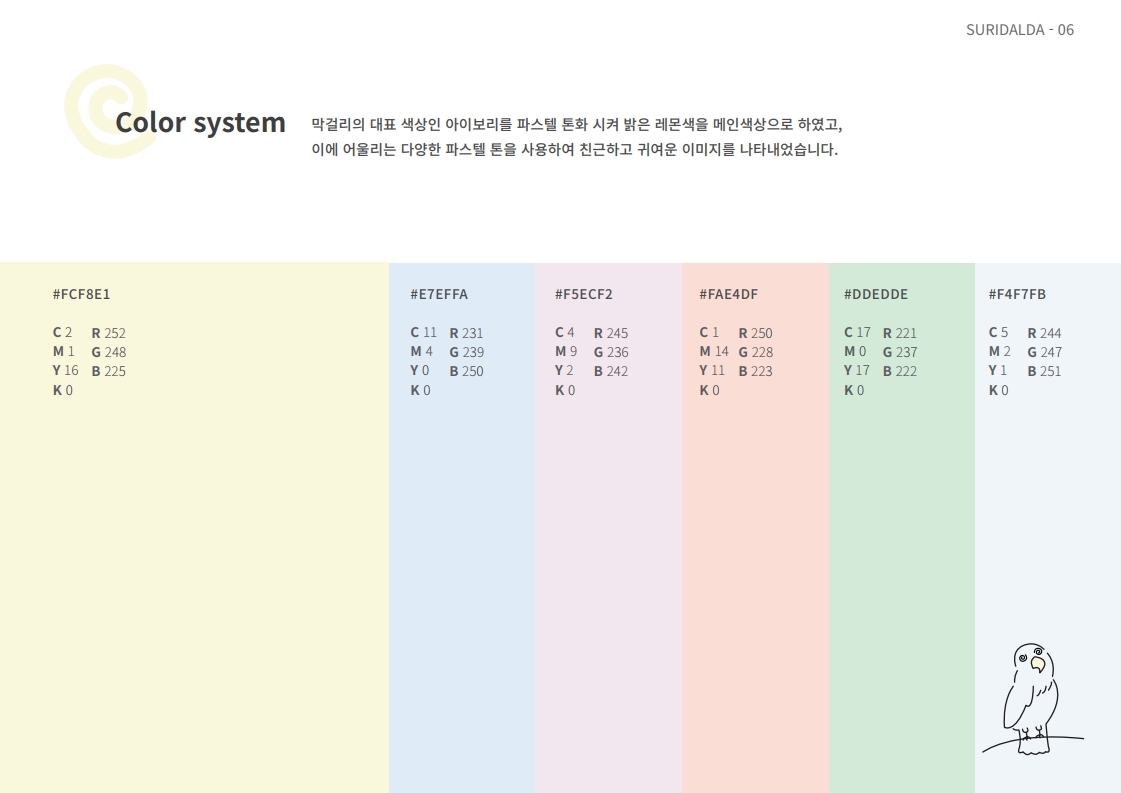 SURIDALDA - 06
Color system
막걸리의 대표 색상인 아이보리를 파스텔 톤화 시켜 밝은 레몬색을 메인색상으로 하였고,
이에 어울리는 다양한 파스텔 톤을 사용하여 친근하고 귀여운 이미지를 나타내었습니다.
#FCF8E1
C 2 R 252
M 1 G 248
Y 16 B 225
K 0
#E7EFFA
C 11 R 231
M 4 G 239
Y 0 B 250
K 0
#F5ECF2
C 4 R 245
M 9 G 236
Y 2 B 242
K 0
#FAE4DF
C 1 R 250
M 14 G 228
Y 11 B 223
K 0
#DDEDDE
C 17 R 221
M 0 G 237
Y 17 B 222
K 0
#F4F7FB
C 5 R 244
M 2 G 247
Y 1 B 251
K 0